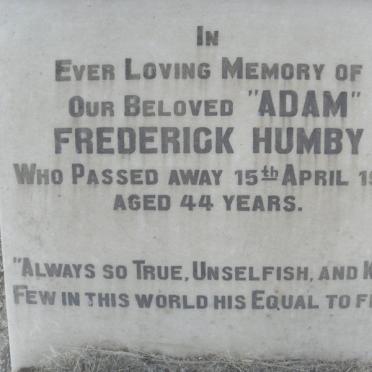 IN
EVER LOVING MEMORY OF
OUR BELOVED "ADAM"
FREDERICK HUMBY
WHO PASSED AWAY 15th APRIL
AGED 44 YEARS.
"ALWAYS SO TRUE, UNSELFISH, AND
FEW IN THIS WORLD HIS EQUAL TO